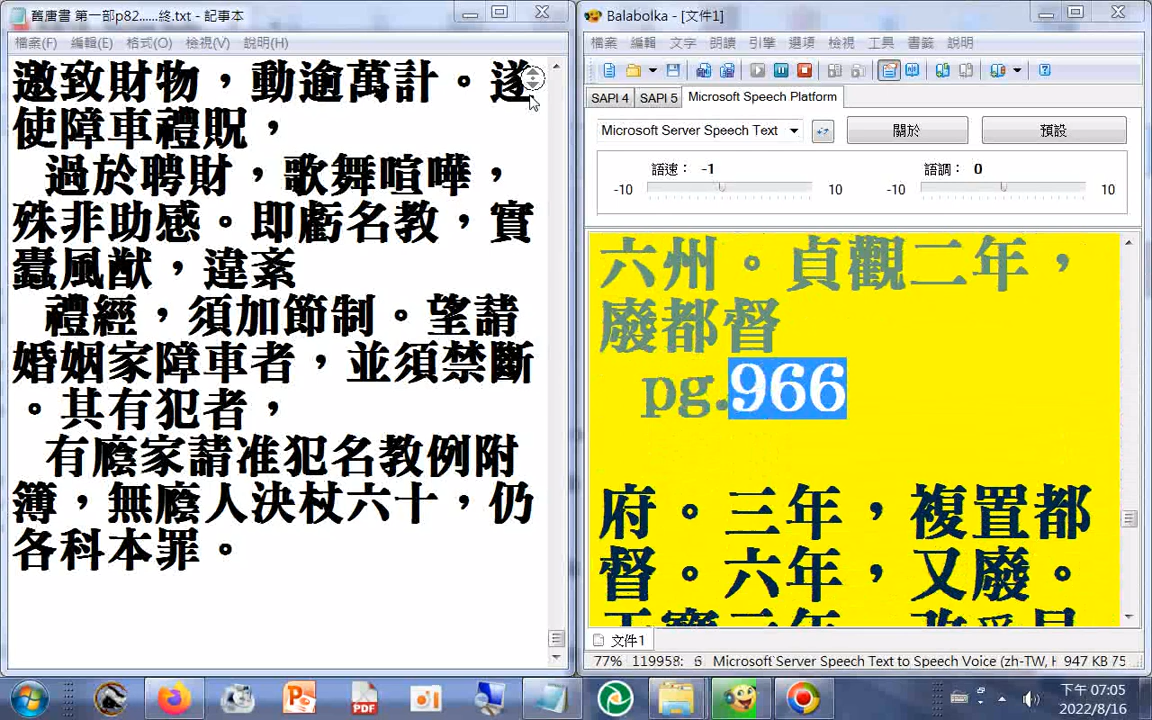 舊唐書 第一部p82......終.txt - 記事本
檔案(F) 編輯(E) 格式(O) 檢視(V) 說明(H)
邀致財物，動逾萬計。遂
使障車禮貺，
過於聘財，歌舞喧嘩，
殊非助感。即虧名教，實
蠹風猷，違紊
禮經，須加節制。望請
婚姻家障車者，並須禁斷
。其有犯者，
有廕家請准犯名教例附
簿，無廕人決杖六十，仍
各科本罪。
Balabolka - [文件1]
檔案 編輯 文字 朗讀 引擎 選項 檢視 工具 書籤 說明
SAPI 4 SAPI 5 Microsoft Speech Platform
Microsoft Server Speech Text 關於 預設
語速： -1 語調： 0
-10 10 -10 10
六州。貞觀二年，
廢都督
pg.966
府。三年，複置都
督。六年，又廢。
文件1
77% 119958: 6 Microsoft Server Speech Text to Speech Voice (zh-TW, H 947 KB 75
下午 07:05
2022/8/16